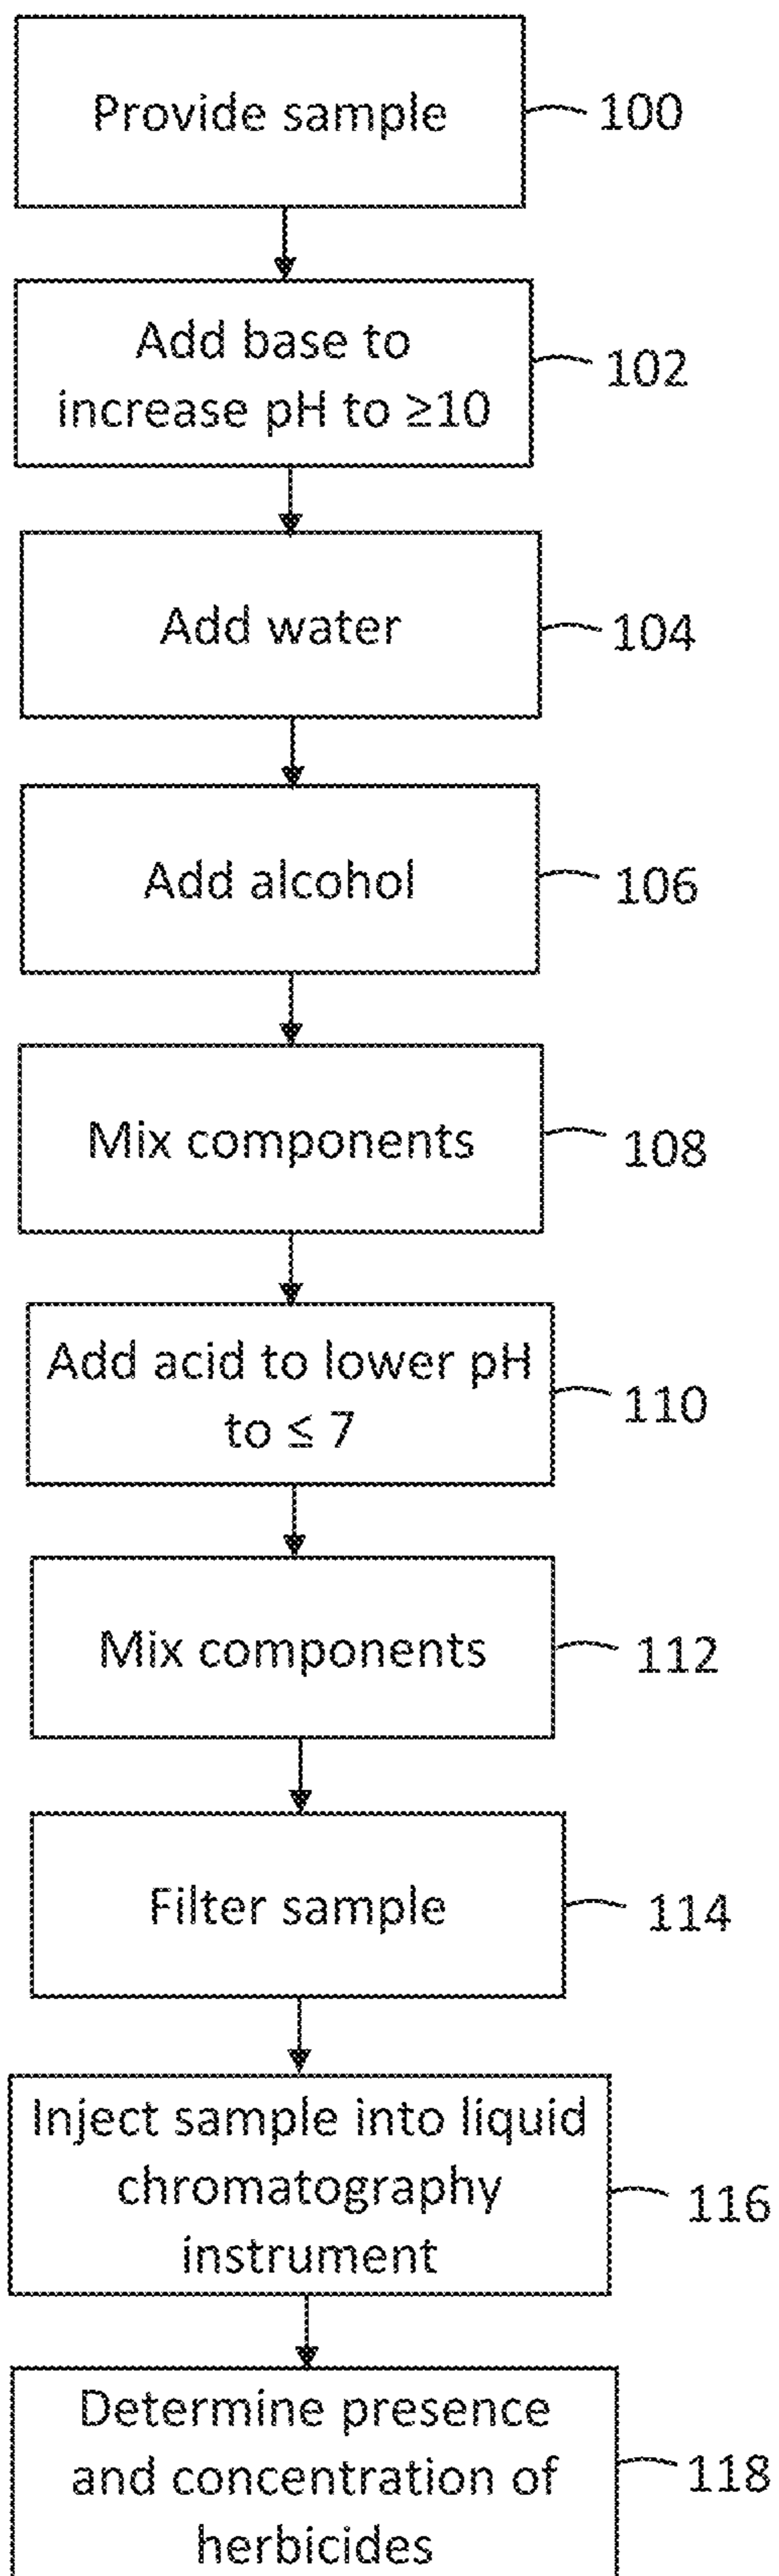 Provide sample
100
Add base to
increase pH to ≥10
102
Add water
104
Add alcohol
106
Mix components
108
Add acid to lower pH
to ≤ 7
110
Mix components
112
Filter sample
114
Inject sample into liquid
chromatography
instrument
116
Determine presence
and concentration of
herbicides
118